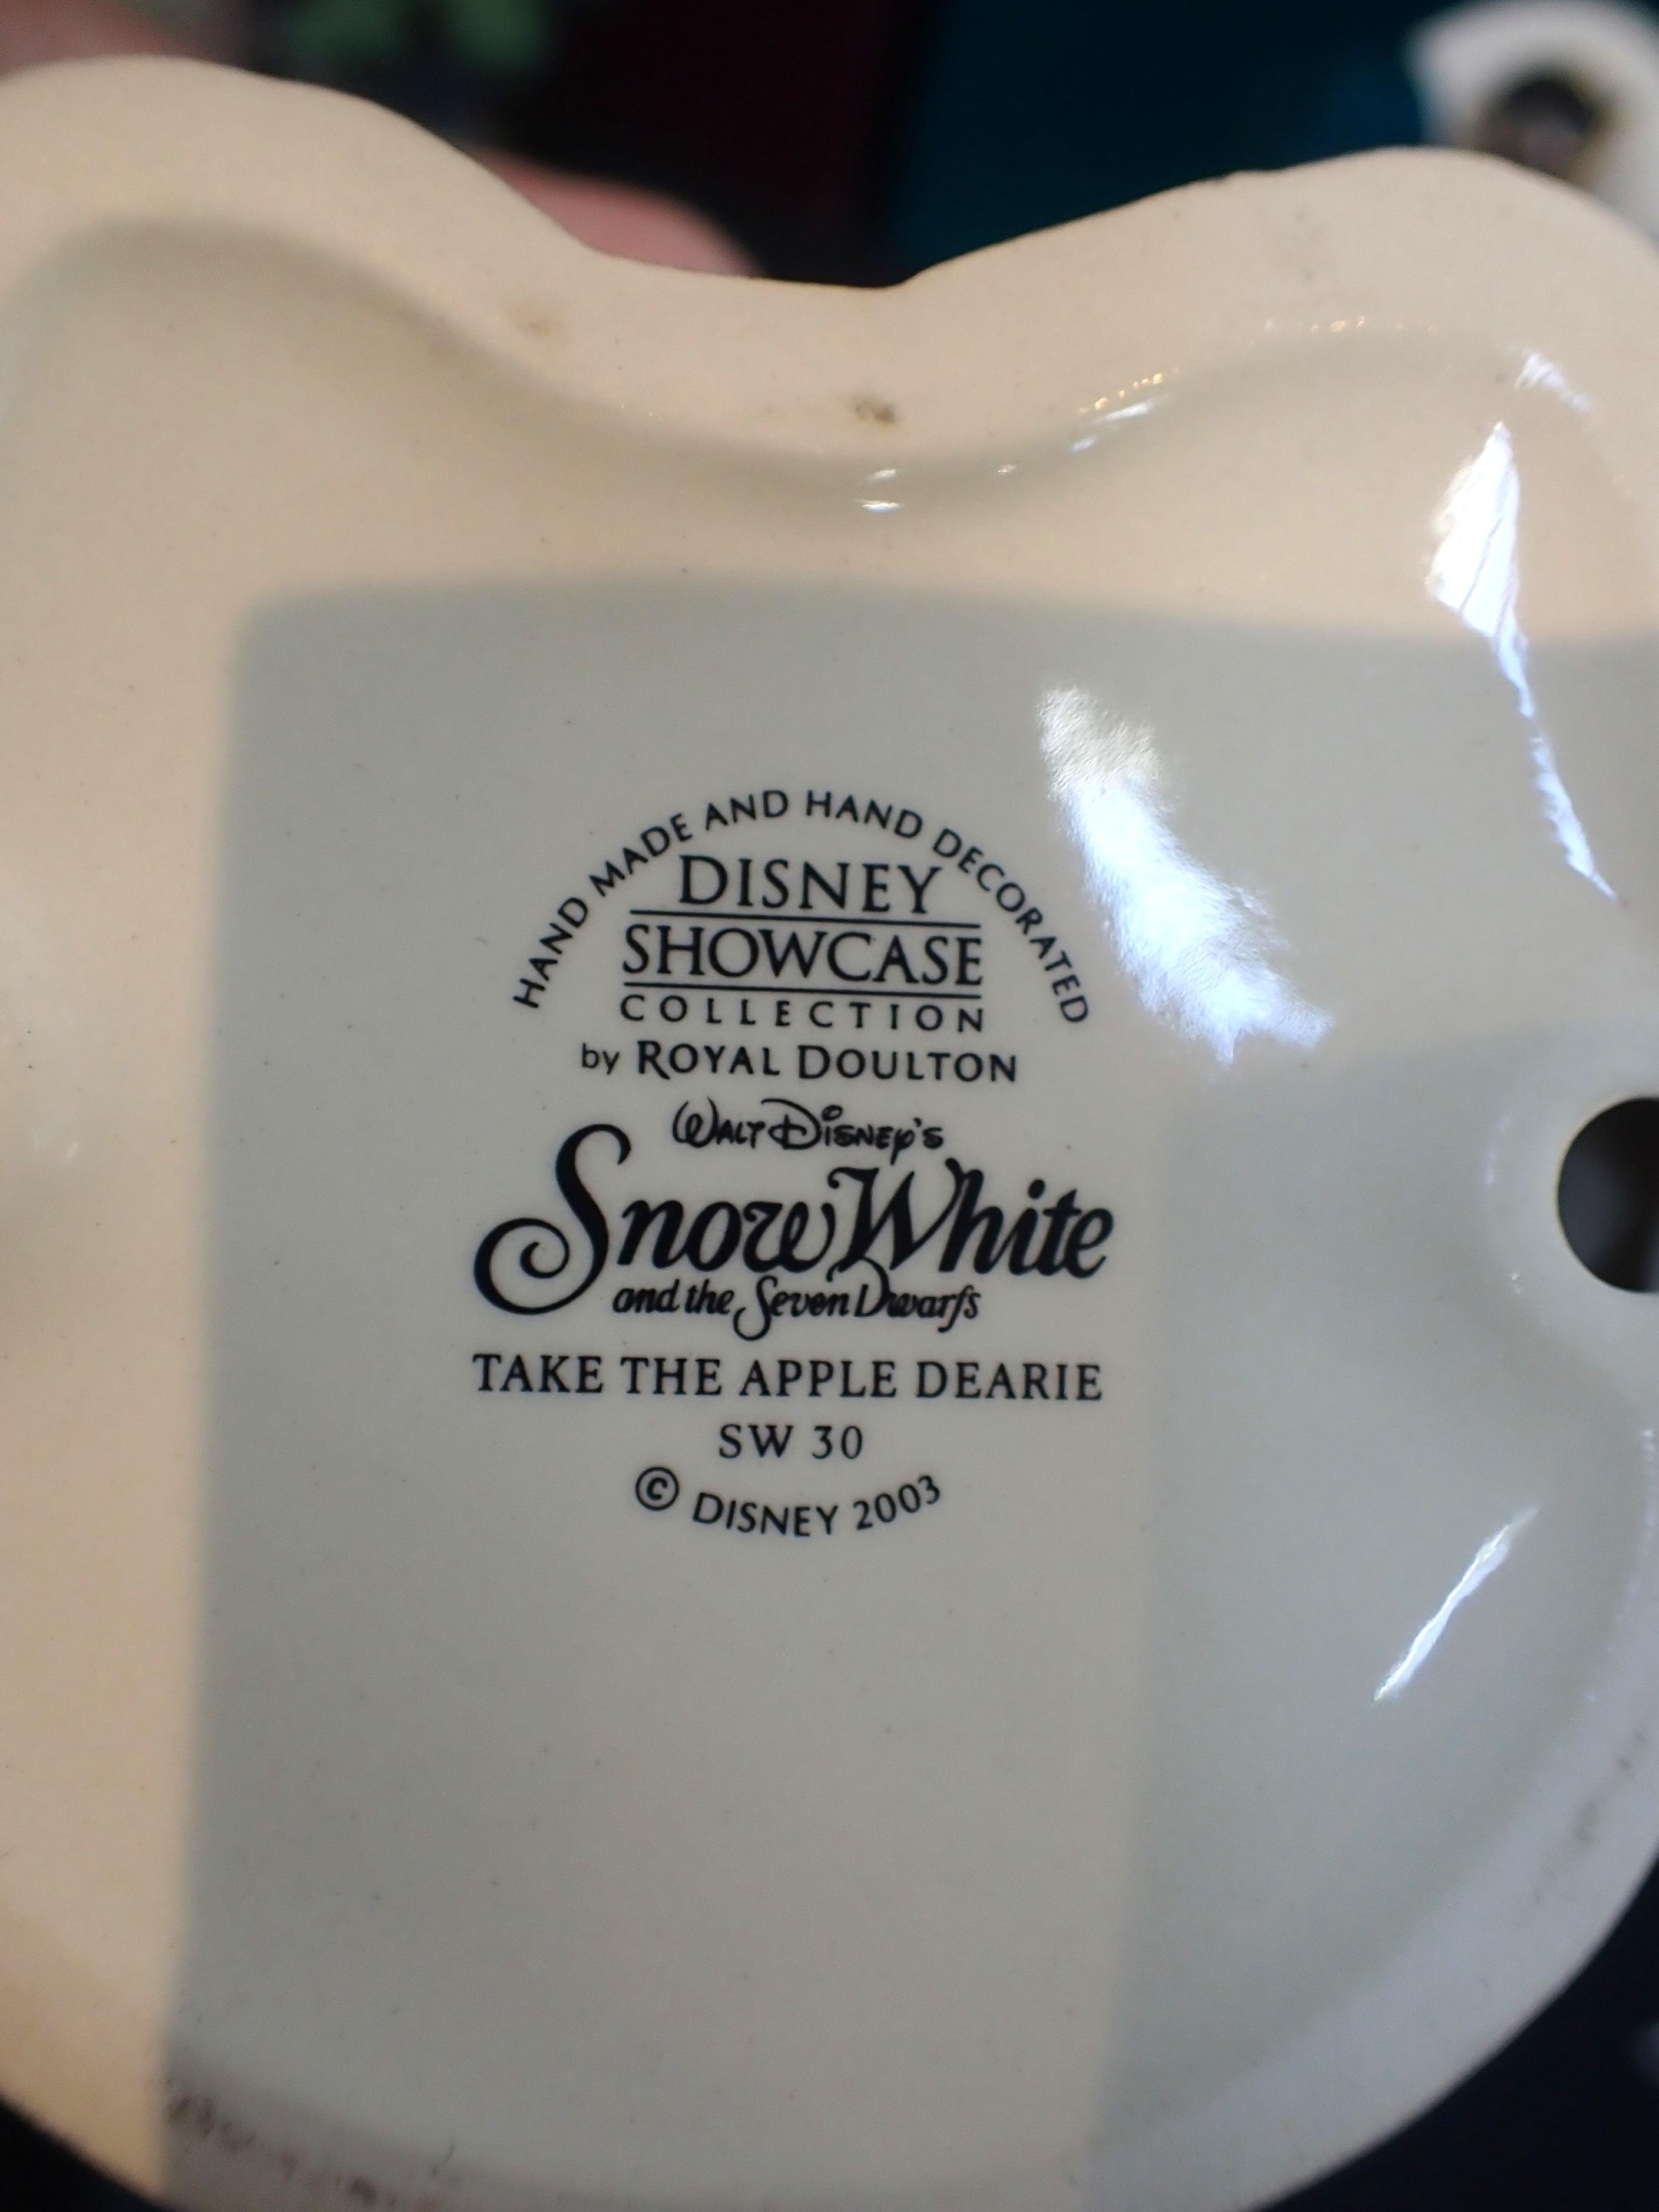 HAND MADE AND HAND DECORATED
DISNEY
SHOWCASE
COLLECTION
by ROYAL DOULTON
WALT DISNEY'S
Snow White
and the Seven Dwarfs
TAKE THE APPLE DEARIE
SW 30
© DISNEY 2003